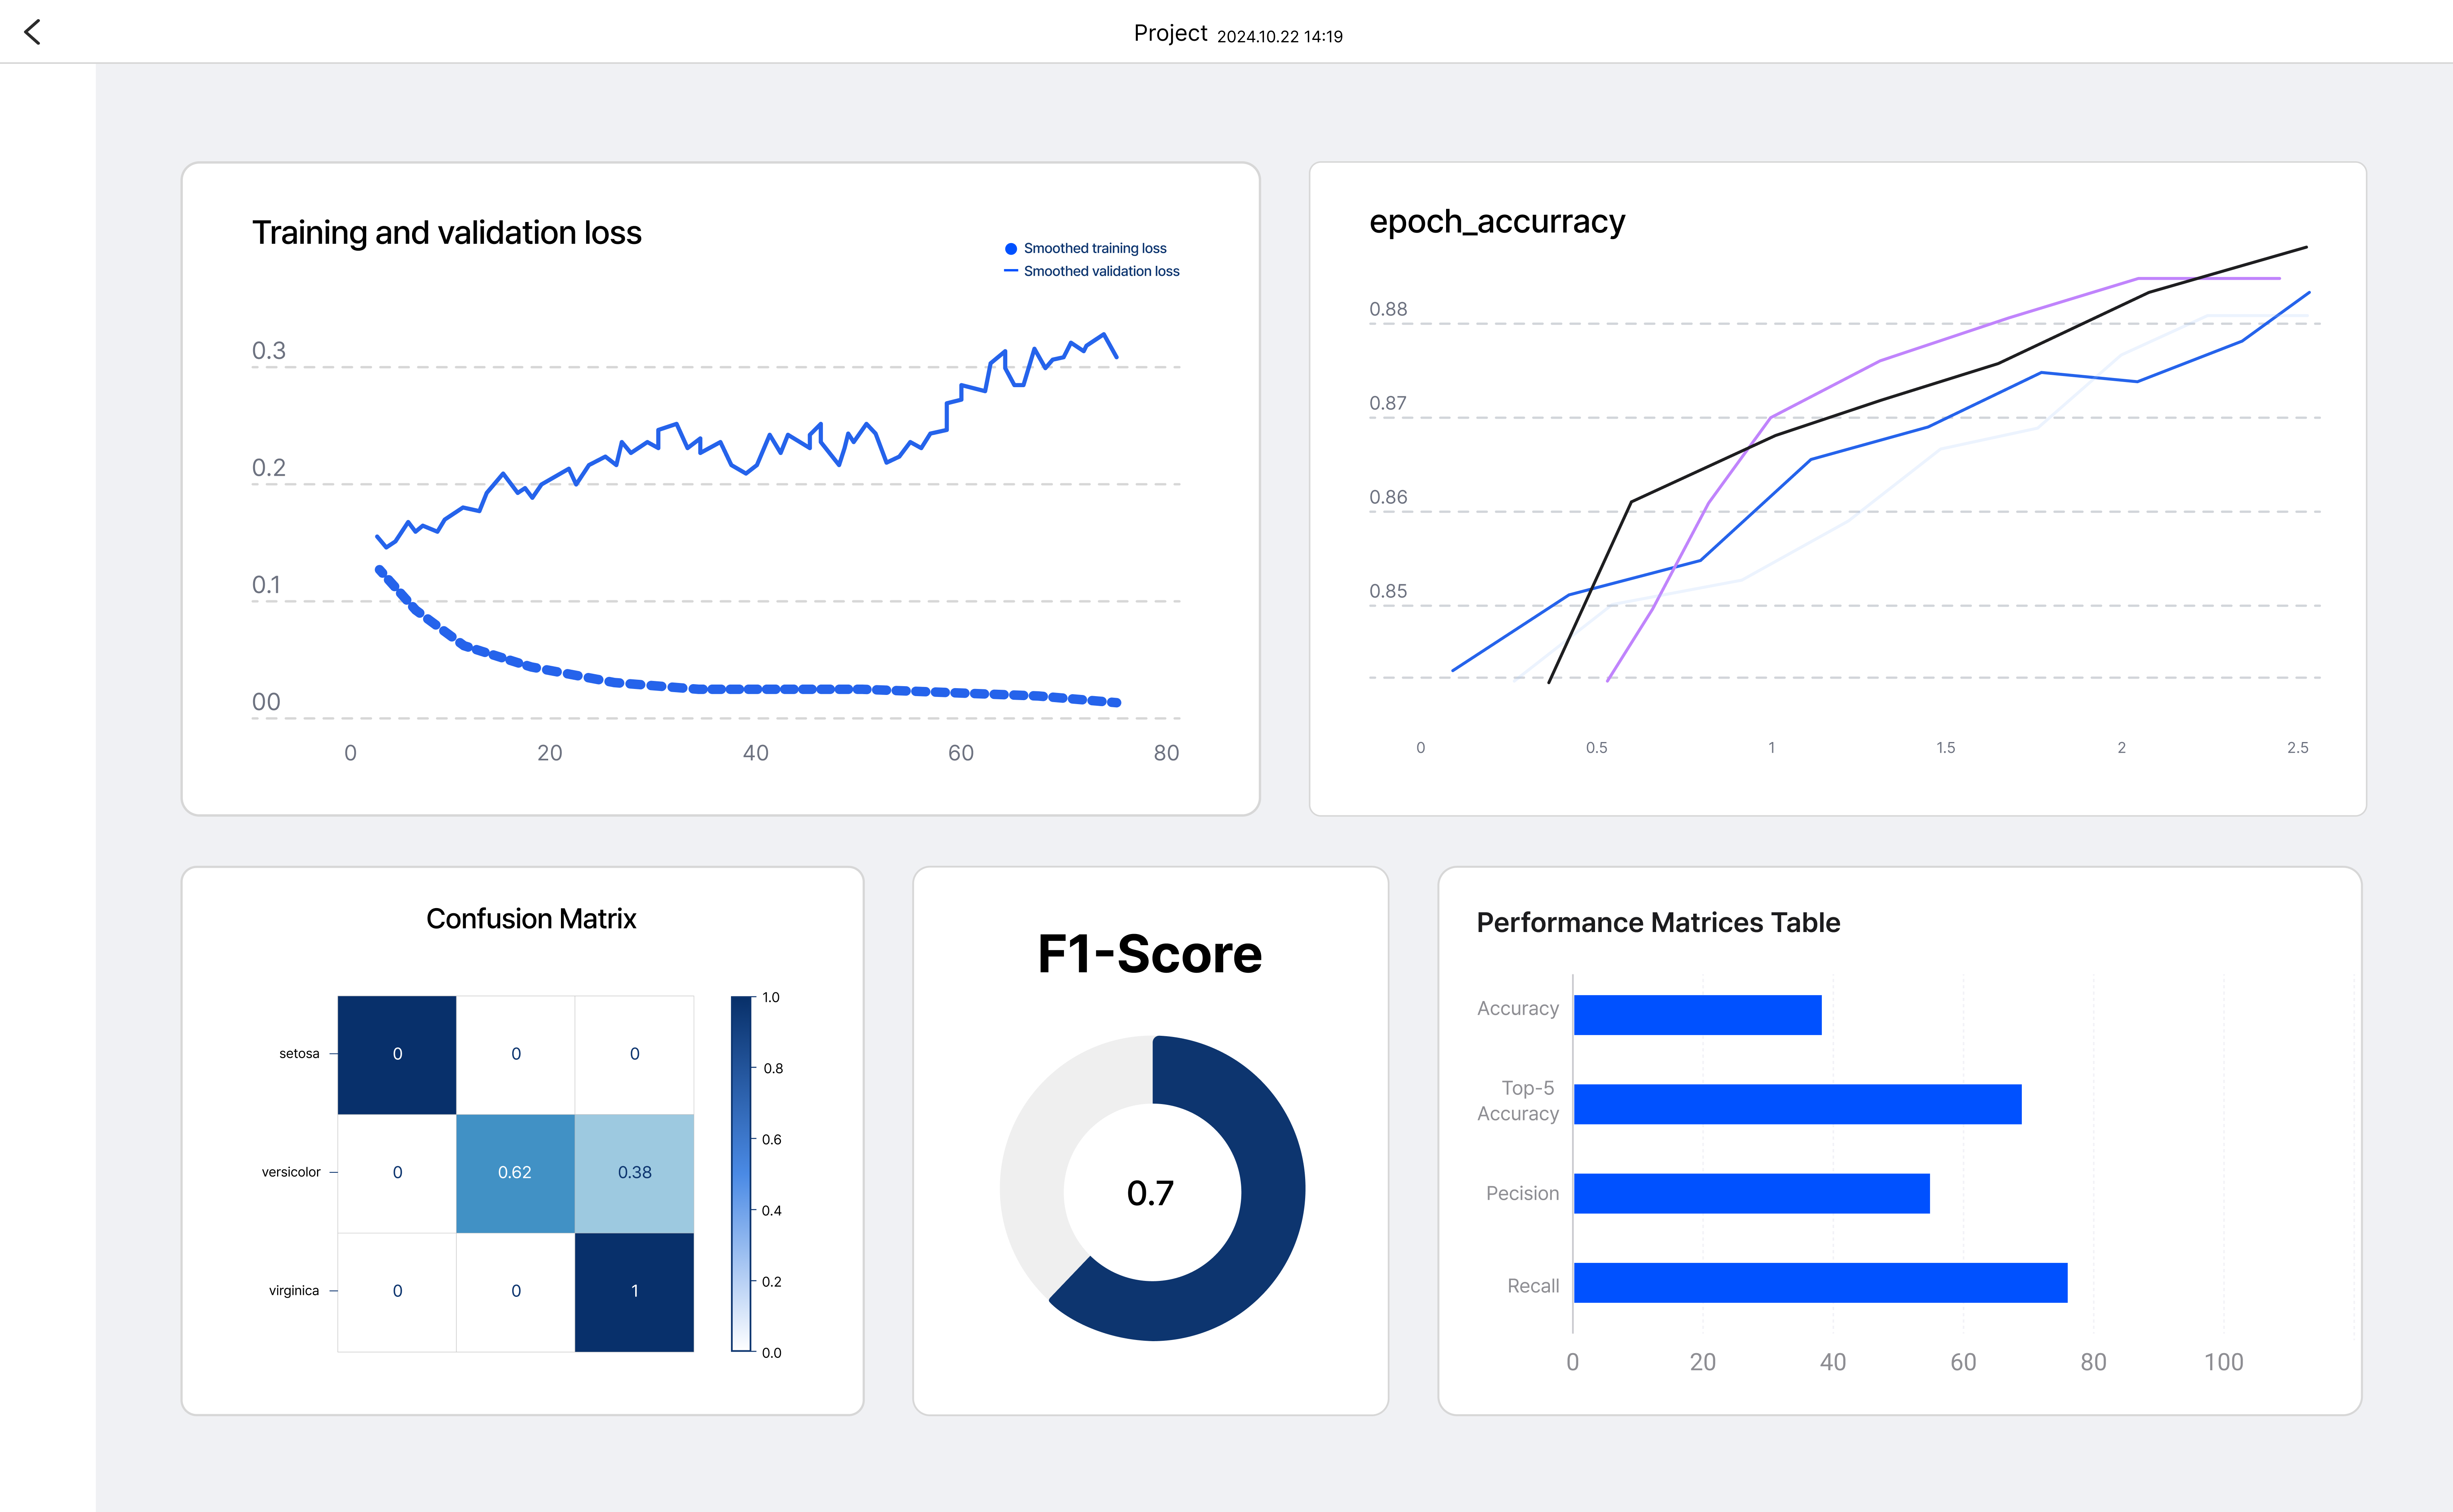 Project 2024.10.22 14:19
Training and validation loss
Smoothed training loss
Smoothed validation loss
0.3
0.2
0.1
00
0 20 40 60 80
epoch_accurracy
0.88
0.87
0.86
0.85
0 0.5 1 1.5 2 2.5
Confusion Matrix
setosa 0 0 0
versicolor 0 0.62 0.38
virginica 0 0 1
1.0
0.8
0.6
0.4
0.2
0.0
F1-Score
0.7
Performance Matrices Table
Accuracy
Top-5
Accuracy
Pecision
Recall
0 20 40 60 80 100